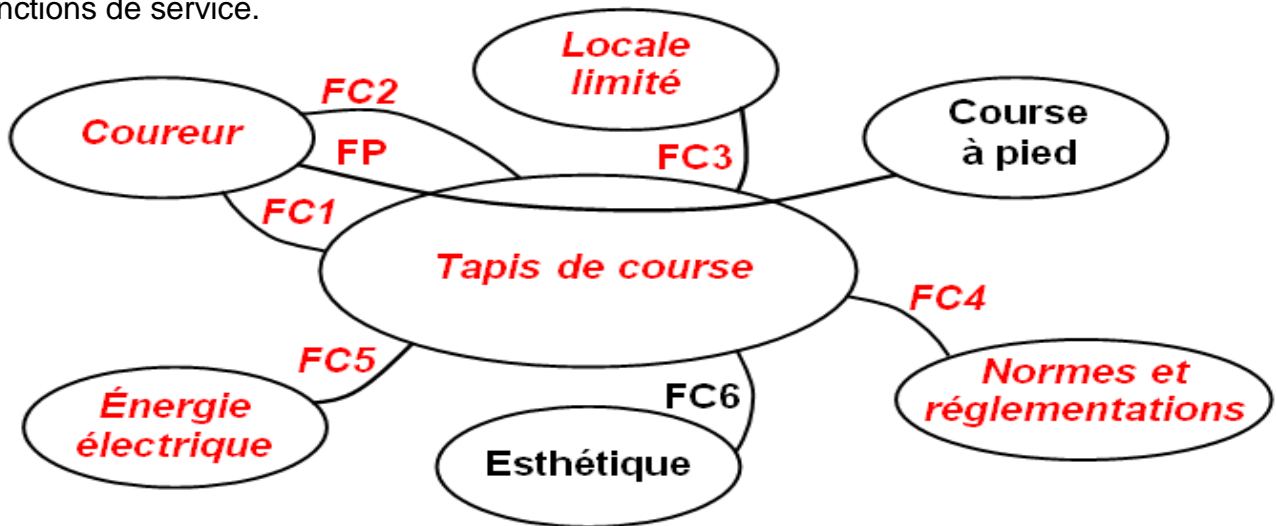 nctions de service.
Locale
limité
FC2
Coureur
Course
à pied
FP
FC3
FC1
Tapis de course
FC4
FC5
Normes et
réglementations
FC6
Énergie
électrique
Esthétique